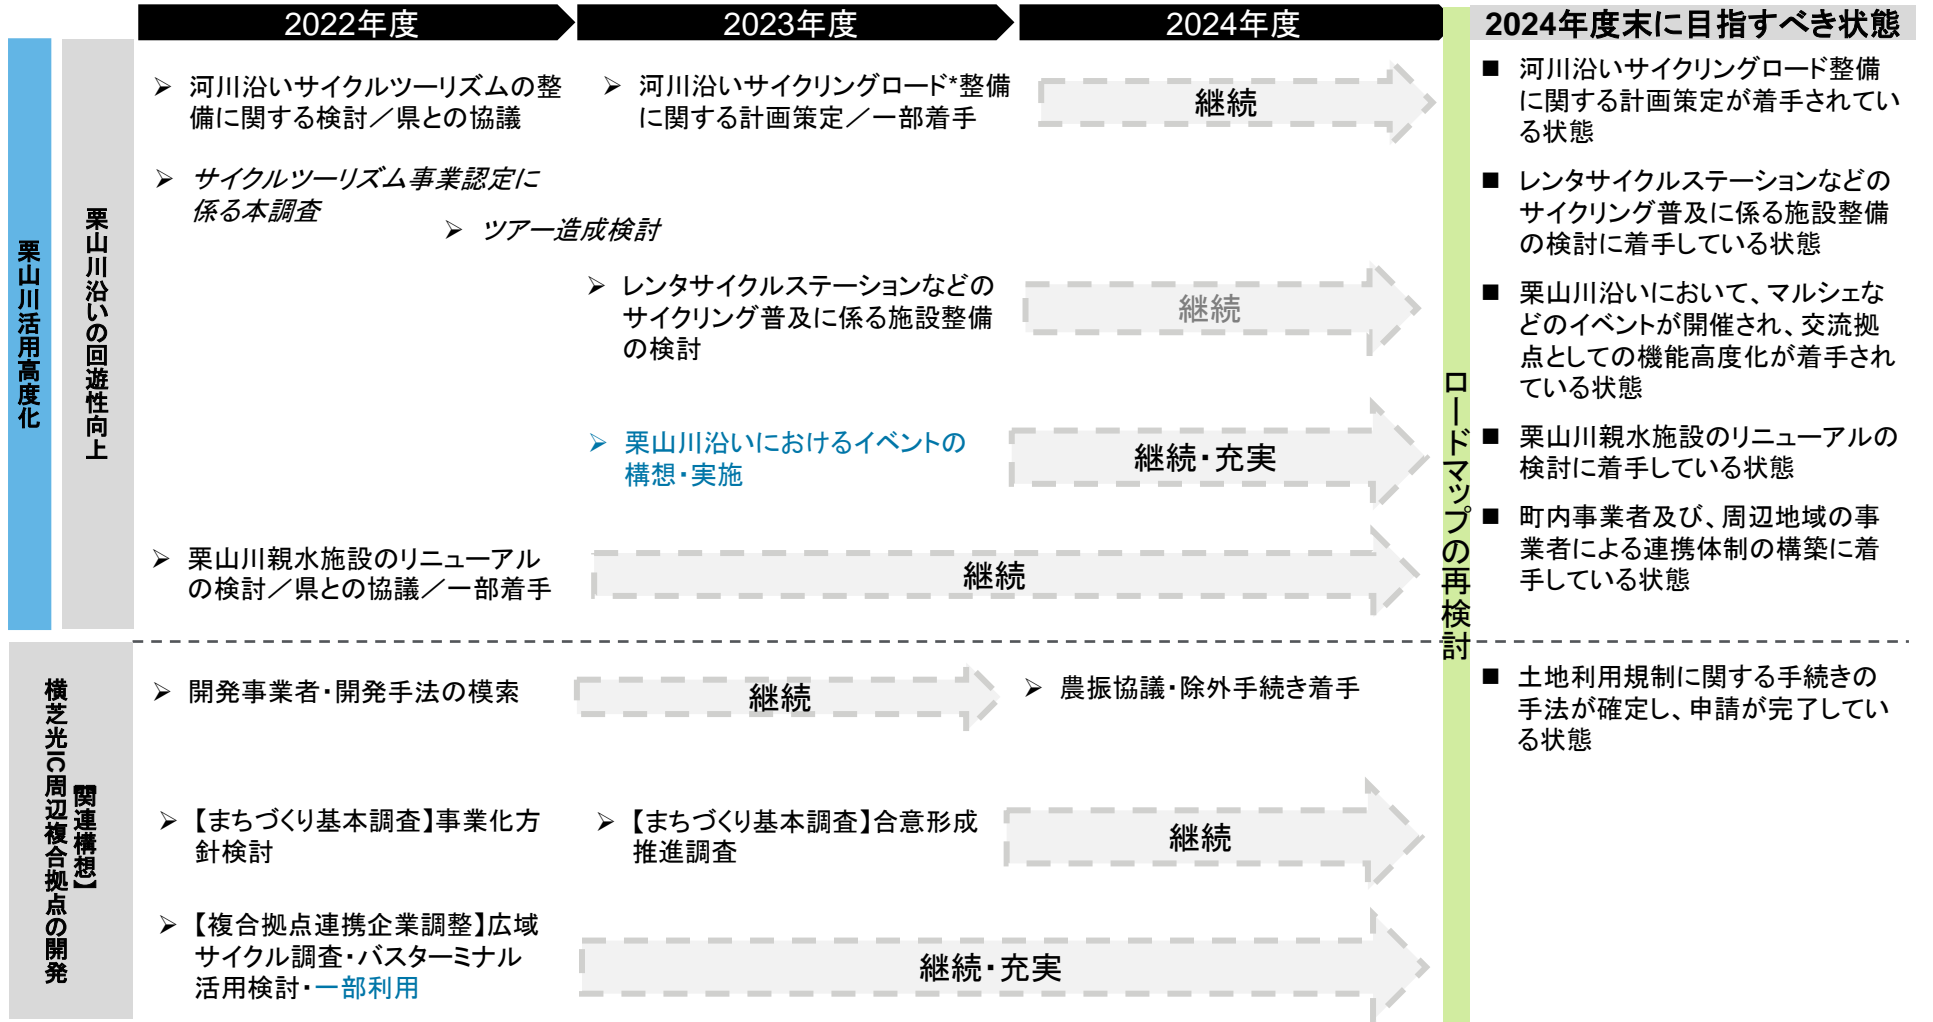 2022年度
2023年度
2024年度
2024年度末に目指すべき状態
栗山川活用高度化
栗山川沿いの回遊性向上
➢ 河川沿いサイクルツーリズムの整
備に関する検討／県との協議
➢ 河川沿いサイクリングロード*整備
に関する計画策定／一部着手
継続
➢ サイクルツーリズム事業認定に
係る本調査
➢ ツアー造成検討
➢ レンタサイクルステーションなどの
サイクリング普及に係る施設整備
の検討
継続
➢ 栗山川沿いにおけるイベントの
構想・実施
継続・充実
➢ 栗山川親水施設のリニューアル
の検討／県との協議／一部着手
継続
ロードマップの再検討
■ 河川沿いサイクリングロード整備
に関する計画策定が着手されてい
る状態
■ レンタサイクルステーションなどの
サイクリング普及に係る施設整備
の検討に着手している状態
■ 栗山川沿いにおいて、マルシェな
どのイベントが開催され、交流拠
点としての機能高度化が着手され
ている状態
■ 栗山川親水施設のリニューアルの
検討に着手している状態
■ 町内事業者及び、周辺地域の事
業者による連携体制の構築に着
手している状態
【関連構想】
横芝光IC周辺複合拠点の開発
➢ 開発事業者・開発手法の模索
継続
➢ 農振協議・除外手続き着手
➢ 【まちづくり基本調査】事業化方
針検討
➢ 【まちづくり基本調査】合意形成
推進調査
継続
➢ 【複合拠点連携企業調整】広域
サイクル調査・バスターミナル
活用検討・一部利用
継続・充実
■ 土地利用規制に関する手続きの
手法が確定し、申請が完了してい
る状態